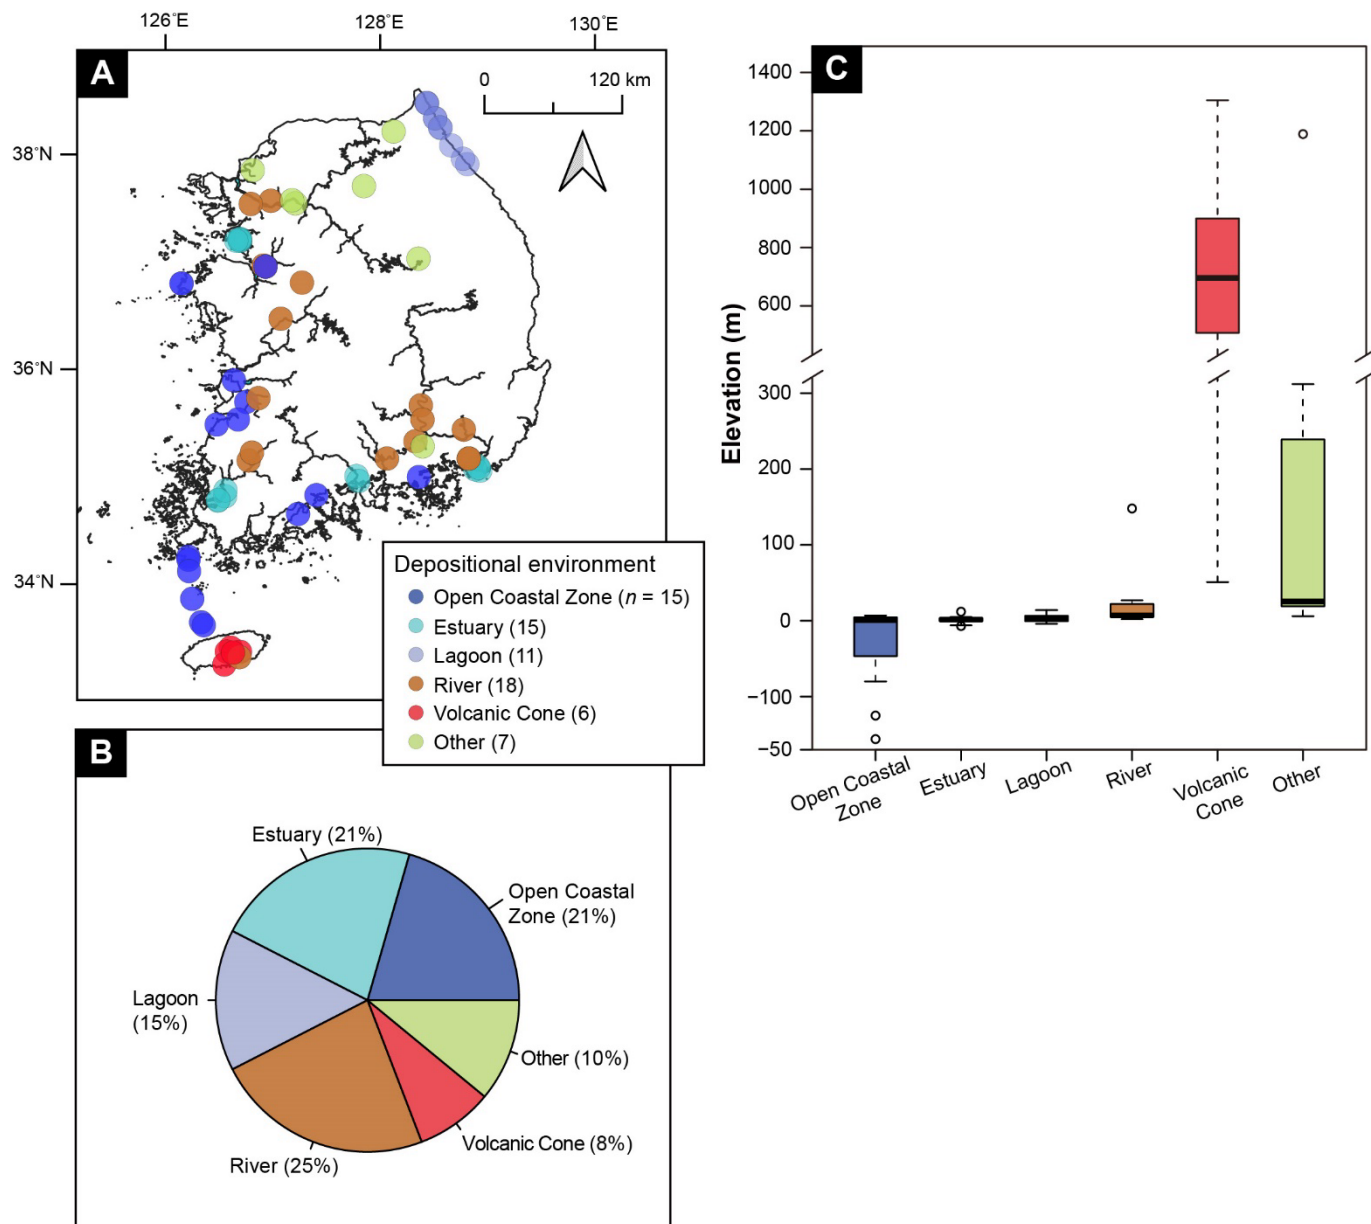 126°E
128°E
130°E
A
0
120 km
38°N
36°N
34°N
Depositional environment
Open Coastal Zone (n = 15)
Estuary (15)
Lagoon (11)
River (18)
Volcanic Cone (6)
Other (7)
B
Estuary (21%)
Open Coastal
Zone (21%)
Lagoon
(15%)
Other (10%)
Volcanic Cone (8%)
River (25%)
C
Elevation (m)
1400
1200
1000
800
600
300
200
100
0
−100
−50
Open Coastal
Zone
Estuary
Lagoon
River
Volcanic
Cone
Other